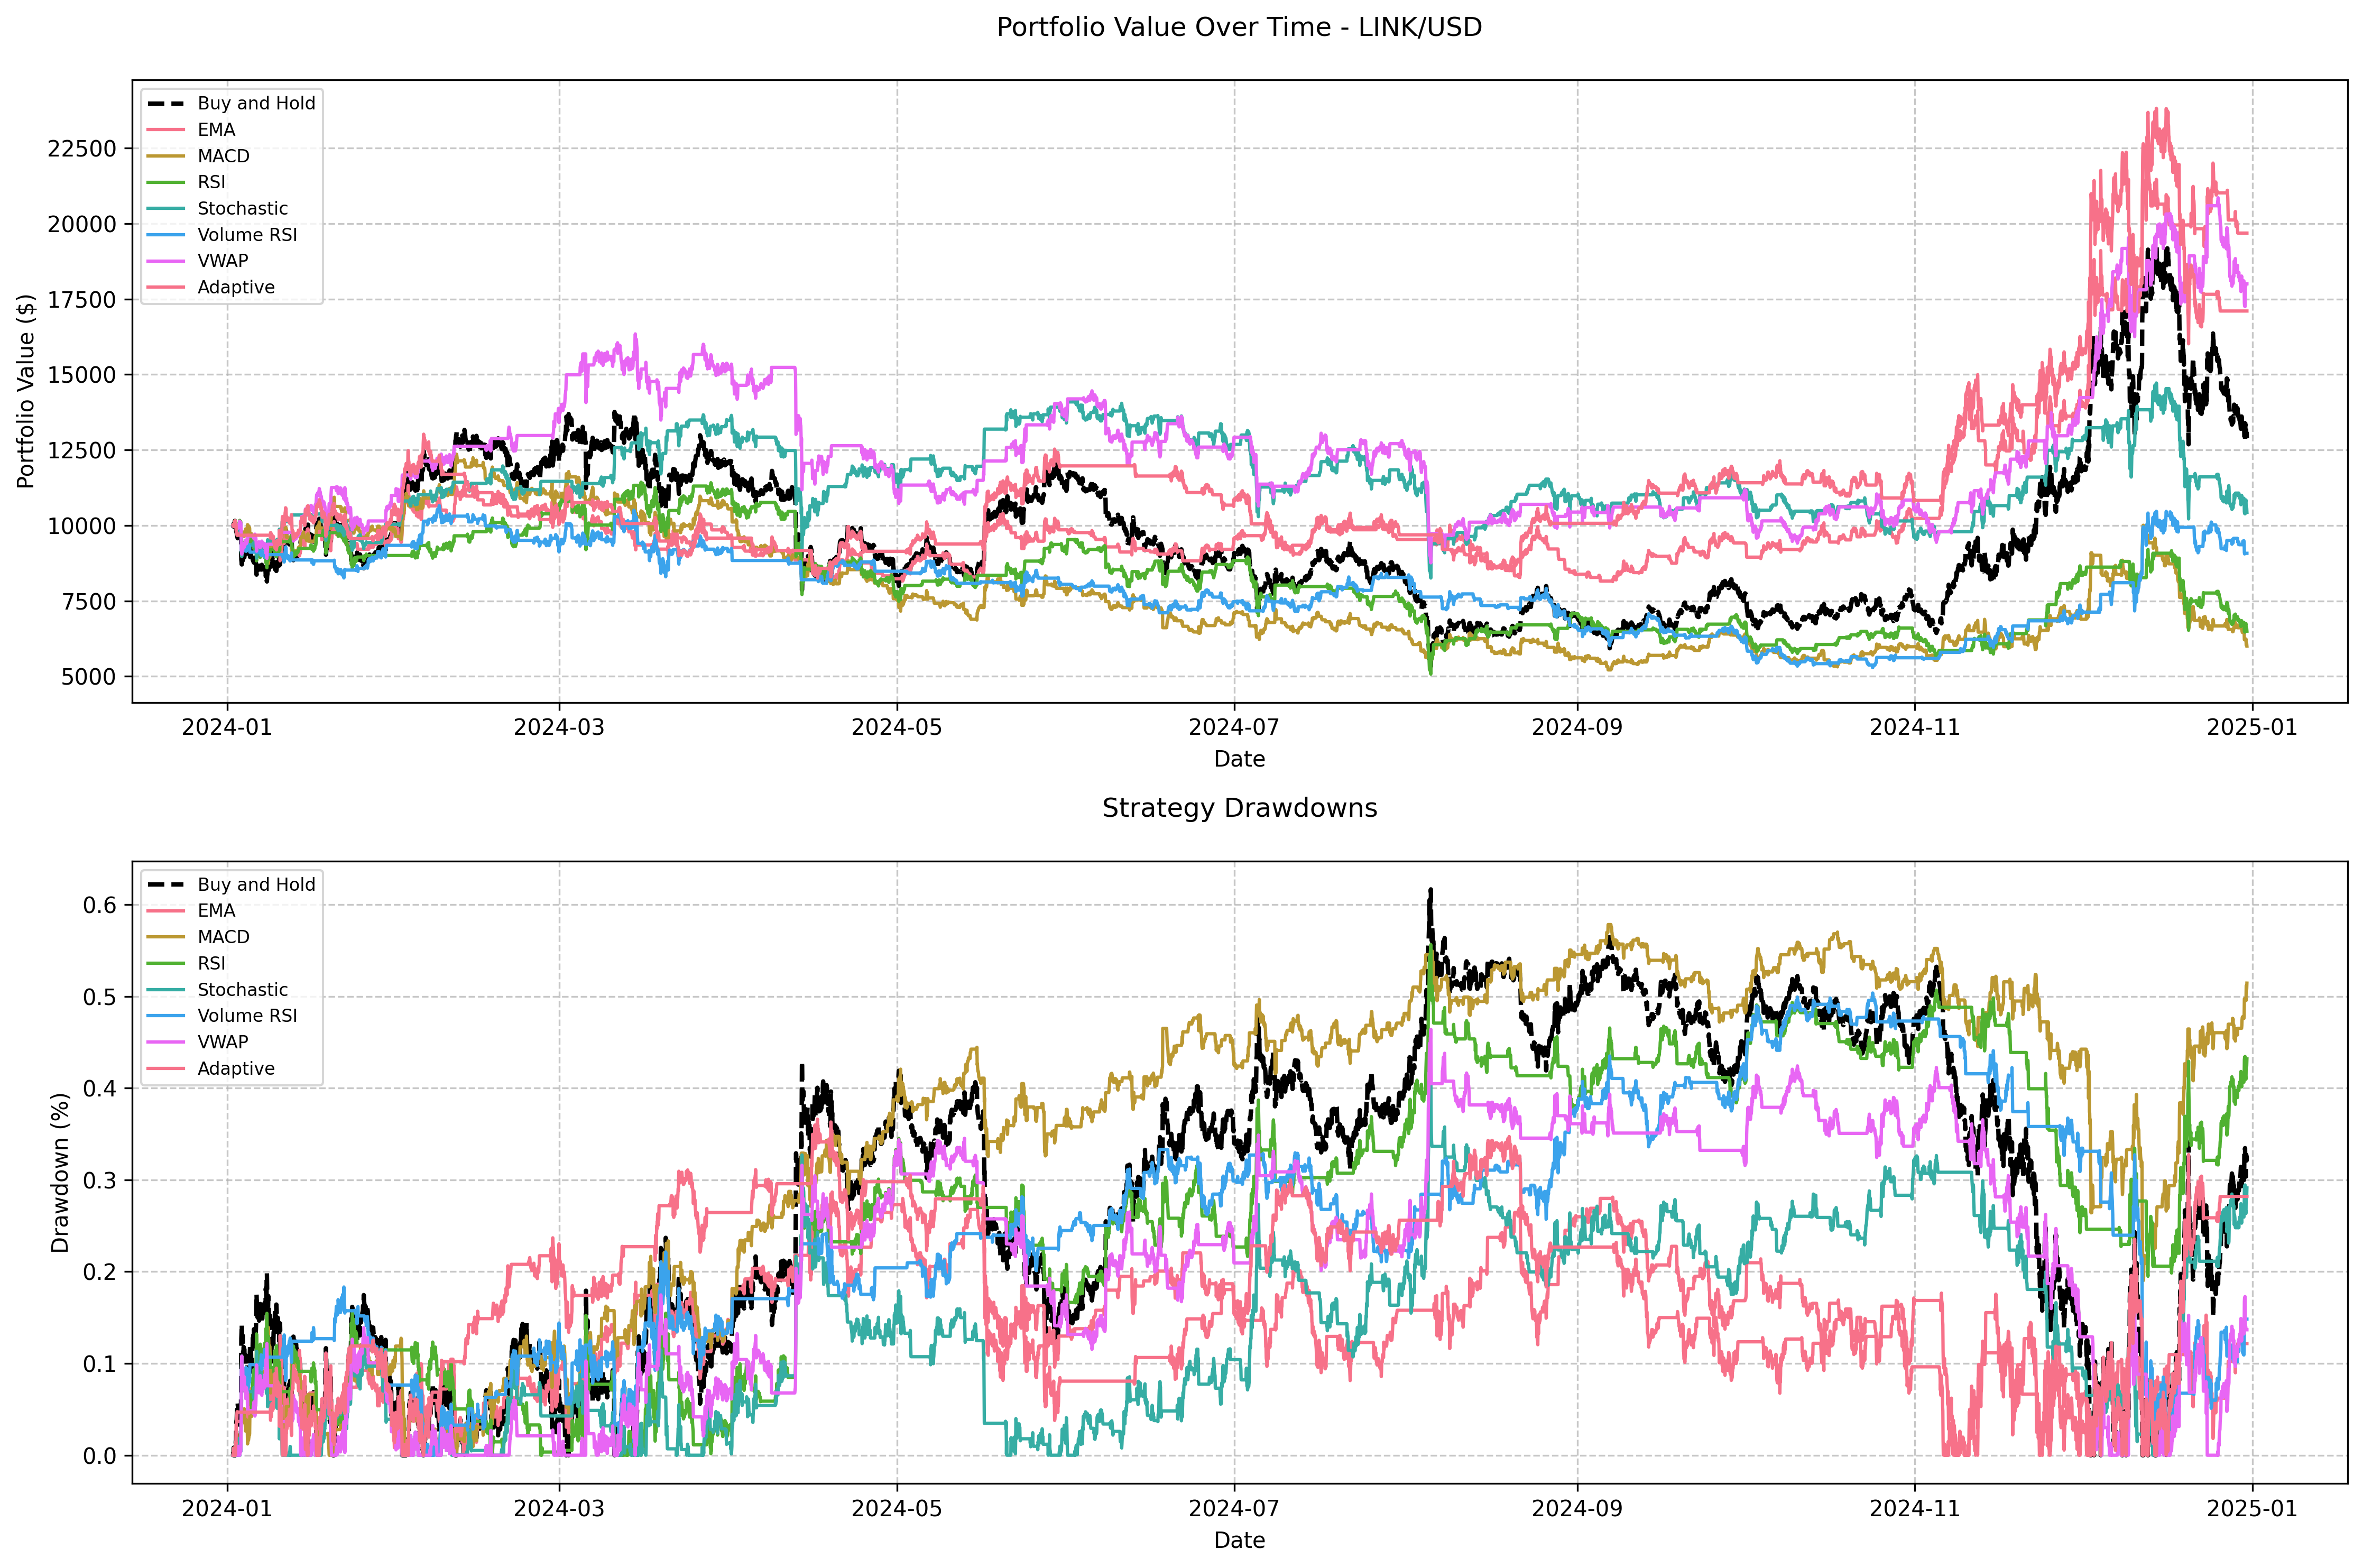 Portfolio Value Over Time - LINK/USD
Portfolio Value ($)
22500
20000
17500
15000
12500
10000
7500
5000
Buy and Hold
EMA
MACD
RSI
Stochastic
Volume RSI
VWAP
Adaptive
2024-01
2024-03
2024-05
2024-07
2024-09
2024-11
2025-01
Date
Strategy Drawdowns
Drawdown (%)
0.6
0.5
0.4
0.3
0.2
0.1
0.0
Buy and Hold
EMA
MACD
RSI
Stochastic
Volume RSI
VWAP
Adaptive
2024-01
2024-03
2024-05
2024-07
2024-09
2024-11
2025-01
Date